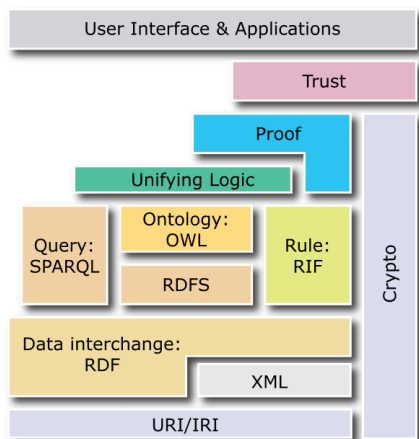 User Interface & Applications
Trust
Proof
Unifying Logic
Query:
SPARQL
Ontology:
OWL
RDFS
Rule:
RIF
Crypto
Data interchange:
RDF
XML
URI/IRI